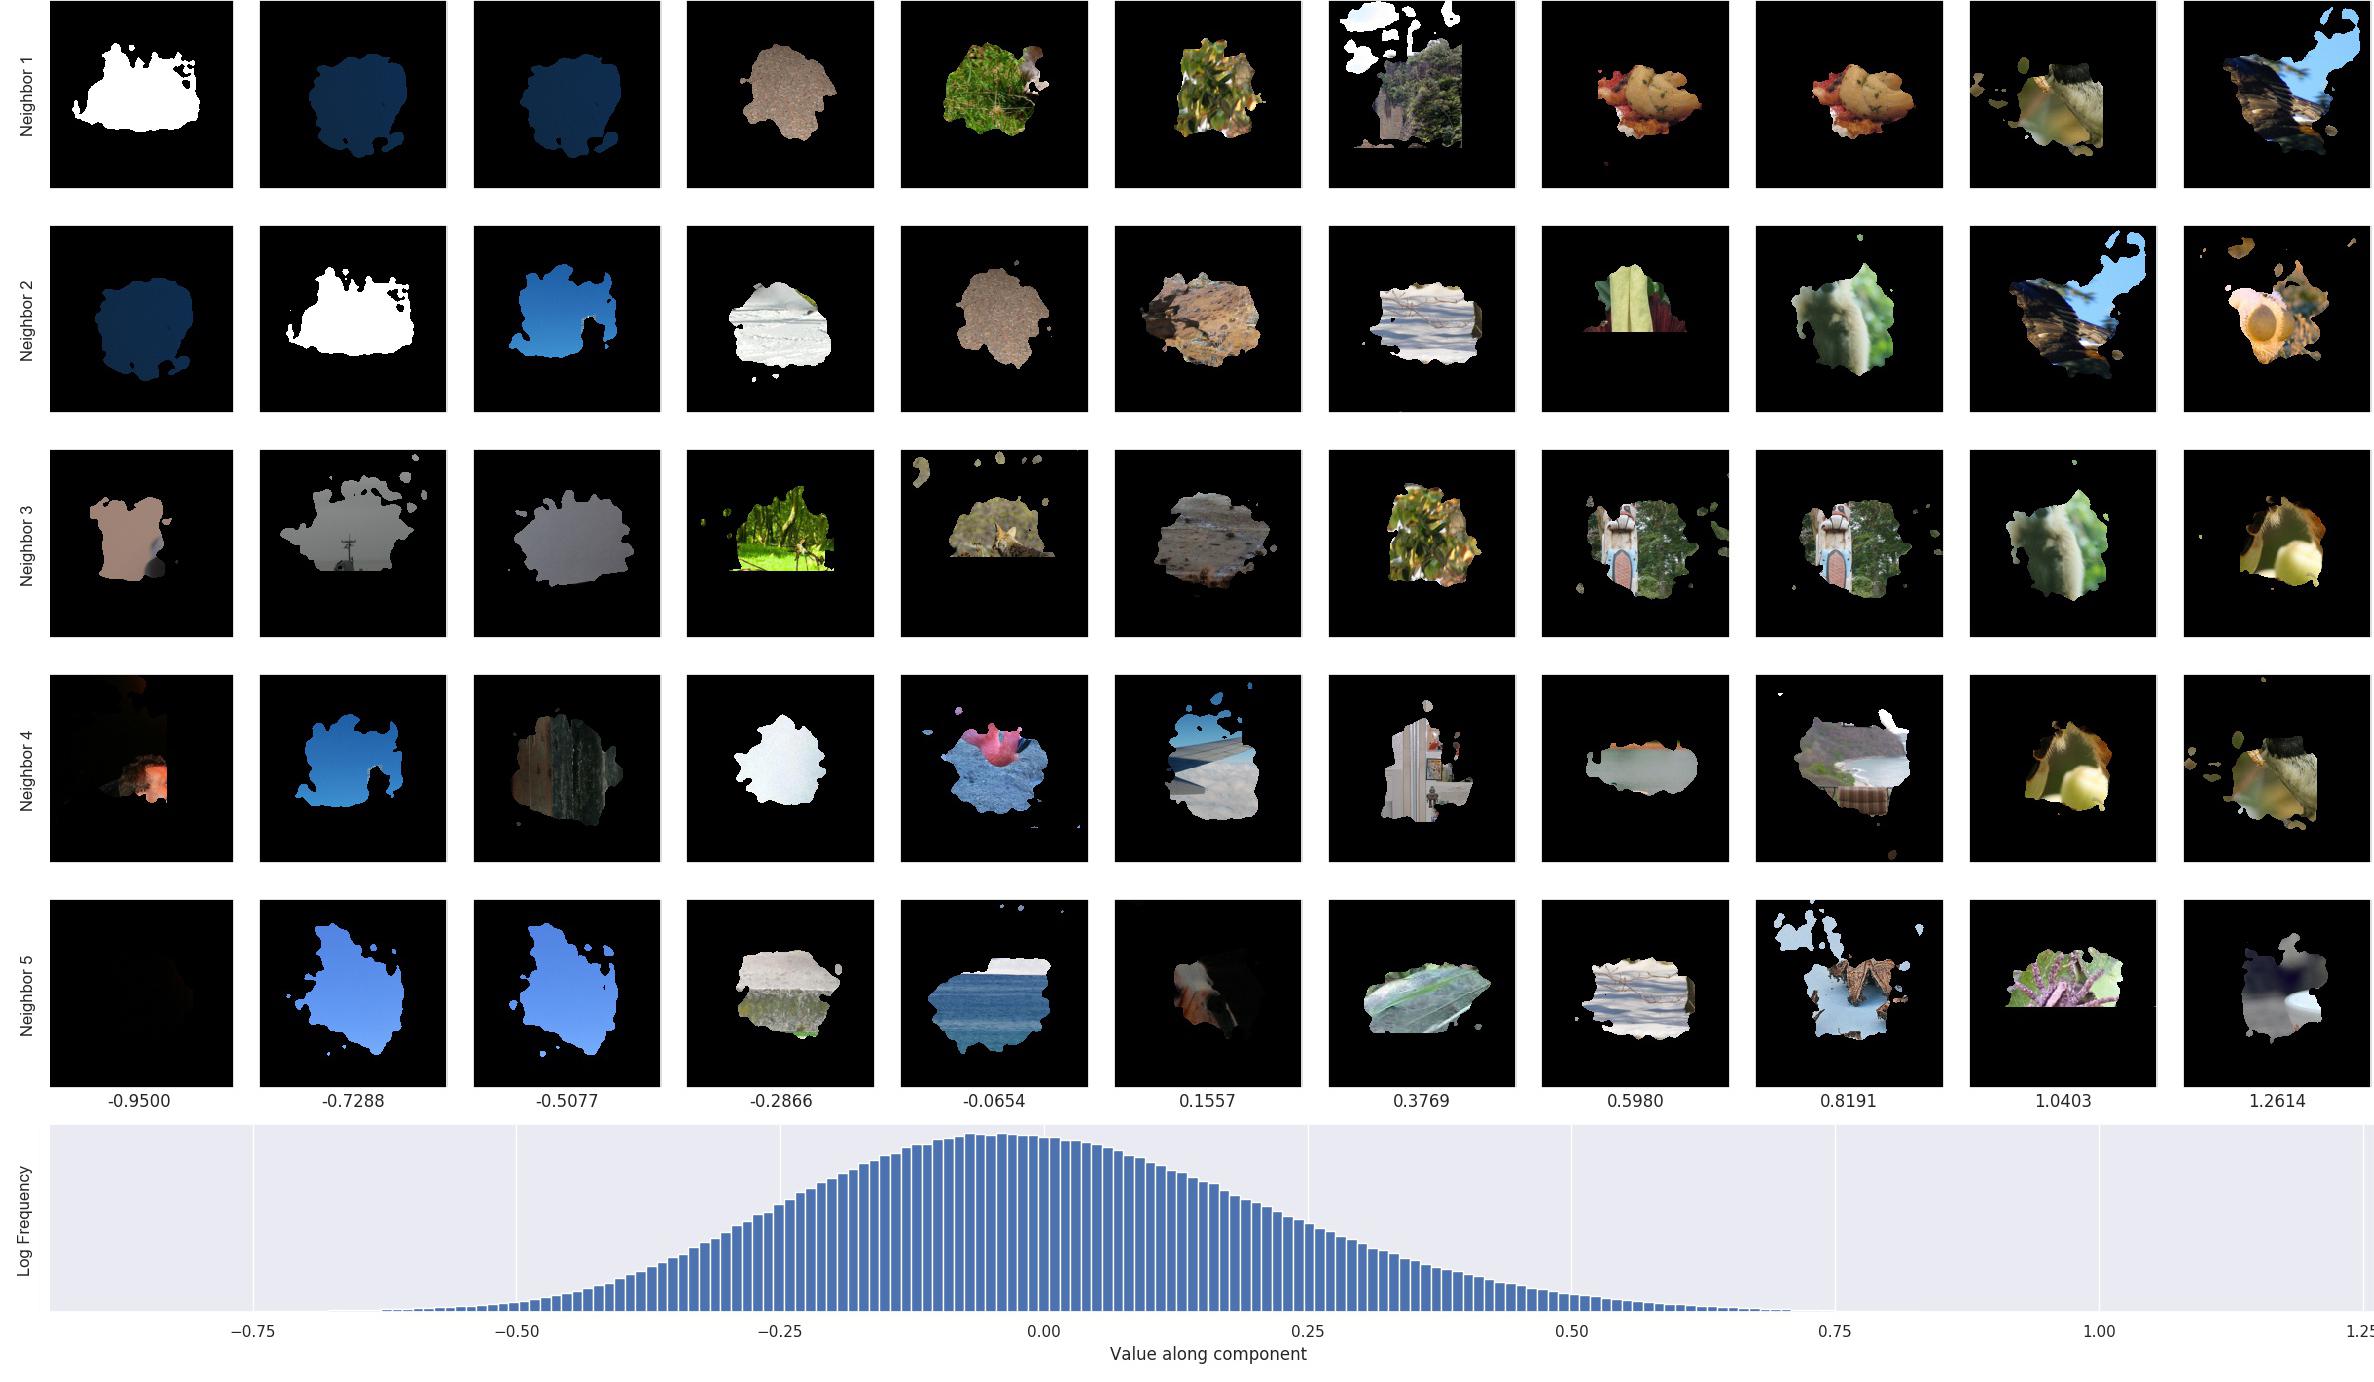 Neighbor 1
Neighbor 2
Neighbor 3
Neighbor 4
Neighbor 5
-0.9500 -0.7288 -0.5077 -0.2866 -0.0654 0.1557 0.3769 0.5980 0.8191 1.0403 1.2614
Log Frequency
−0.75 −0.50 −0.25 0.00 0.25 0.50 0.75 1.00 1.25
Value along component